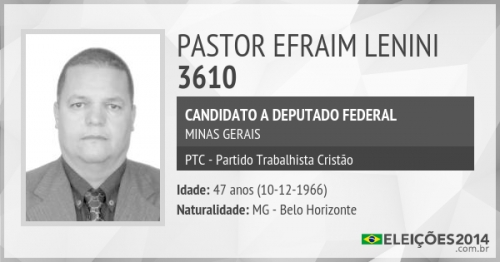 PASTOR EFRAIM LENINI
3610
CANDIDATO A DEPUTADO FEDERAL
MINAS GERAIS
PTC - Partido Trabalhista Cristão
Idade: 47 anos (10-12-1966)
Naturalidade: MG - Belo Horizonte
ELEIÇÕES2014
.com.br